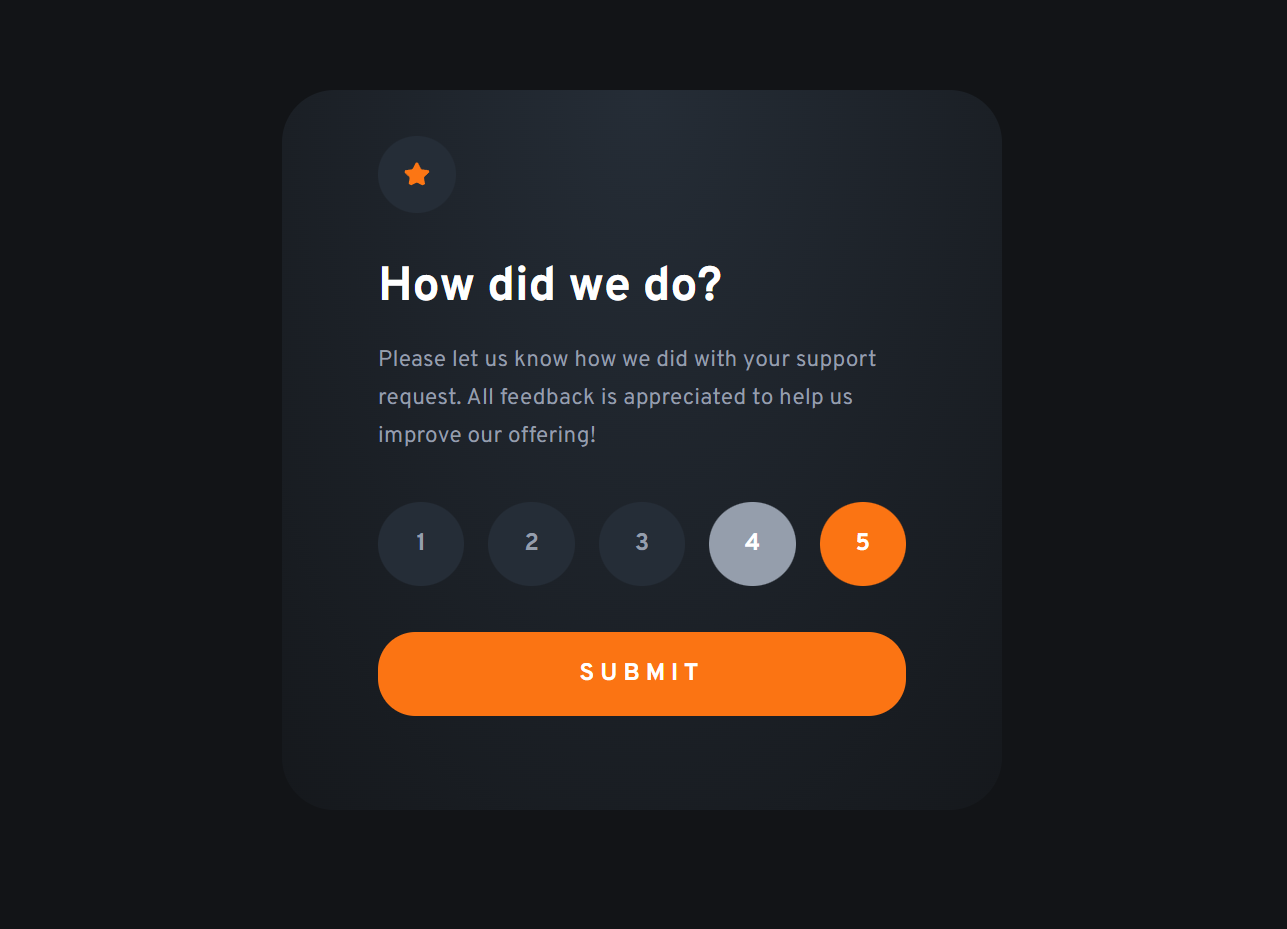 How did we do?
Please let us know how we did with your support
request. All feedback is appreciated to help us
improve our offering!
1 2 3 4 5
SUBMIT